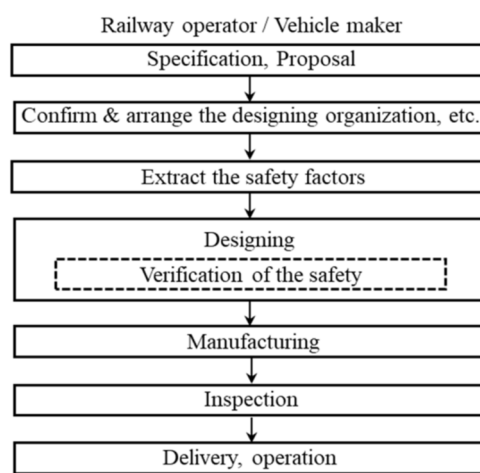 Railway operator / Vehicle maker
Specification, Proposal
Confirm & arrange the designing organization, etc.
Extract the safety factors
Designing
Verification of the safety
Manufacturing
Inspection
Delivery, operation